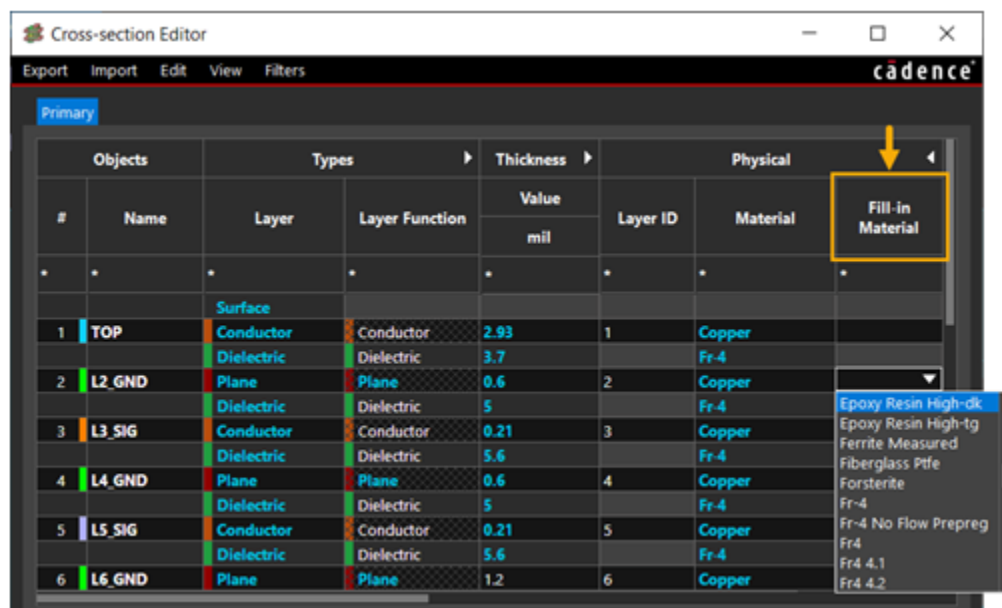 Cross-section Editor
Export Import Edit View Filters cādence
Primary
Objects Types Thickness Physical
# Name Layer Layer Function Value mil Layer ID Material Fill-in Material
* * * * * * * *
Surface
1 TOP Conductor Conductor 2.93 1 Copper
Dielectric Dielectric 3.7 Fr-4
2 L2_GND Plane Plane 0.6 2 Copper
Dielectric Dielectric 5 Fr-4
3 L3_SIG Conductor Conductor 0.21 3 Copper
Dielectric Dielectric 5.6 Fr-4
4 L4_GND Plane Plane 0.6 4 Copper
Dielectric Dielectric 5 Fr-4
5 L5_SIG Conductor Conductor 0.21 5 Copper
Dielectric Dielectric 5.6 Fr-4
6 L6_GND Plane Plane 1.2 6 Copper
Epoxy Resin High-dk
Epoxy Resin High-tg
Ferrite Measured
Fiberglass Ptfe
Forsterite
Fr-4
Fr-4 No Flow Prepreg
Fr4
Fr4 4.1
Fr4 4.2